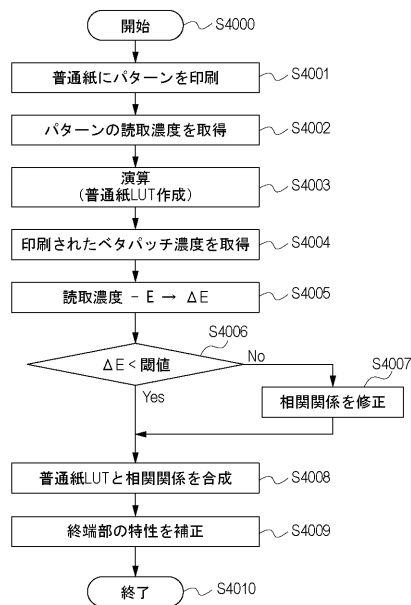 開始 S4000
普通紙にパターンを印刷 S4001
パターンの読取濃度を取得 S4002
演算
(普通紙LUT作成) S4003
印刷されたベタパッチ濃度を取得 S4004
読取濃度 − E → ΔE S4005
S4006
ΔE < 閾値
No
Yes
S4007
相関関係を修正
普通紙LUTと相関関係を合成 S4008
終端部の特性を補正 S4009
終了 S4010